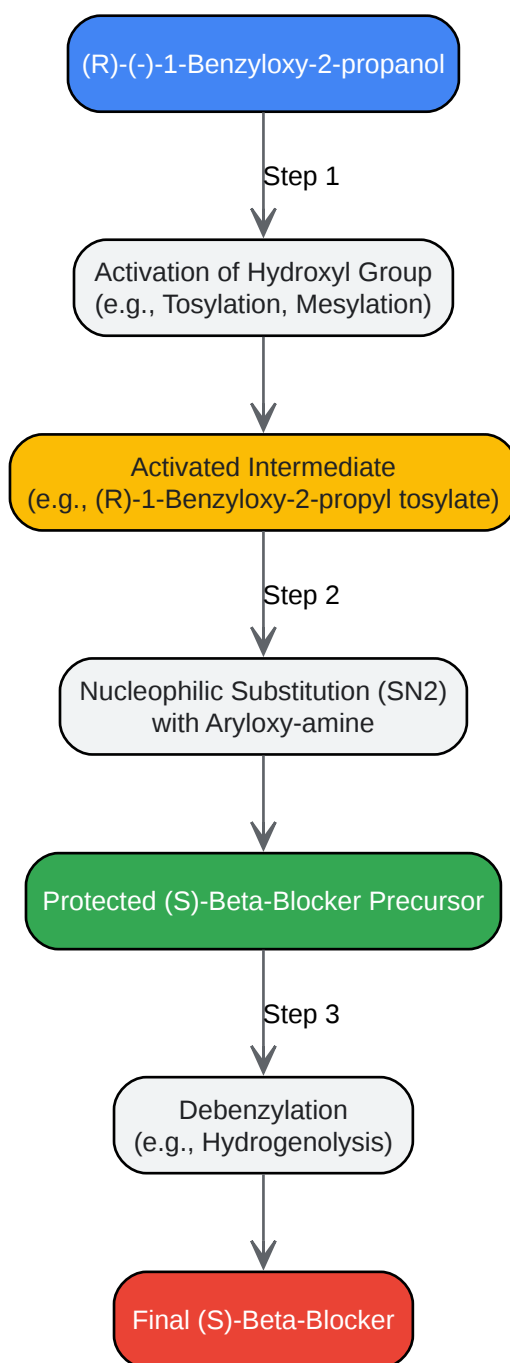 (R)-(-)-1-Benzyloxy-2-propanol
Step 1
Activation of Hydroxyl Group
(e.g., Tosylation, Mesylation)
Activated Intermediate
(e.g., (R)-1-Benzyloxy-2-propyl tosylate)
Step 2
Nucleophilic Substitution (SN2)
with Aryloxy-amine
Protected (S)-Beta-Blocker Precursor
Step 3
Debenzylation
(e.g., Hydrogenolysis)
Final (S)-Beta-Blocker